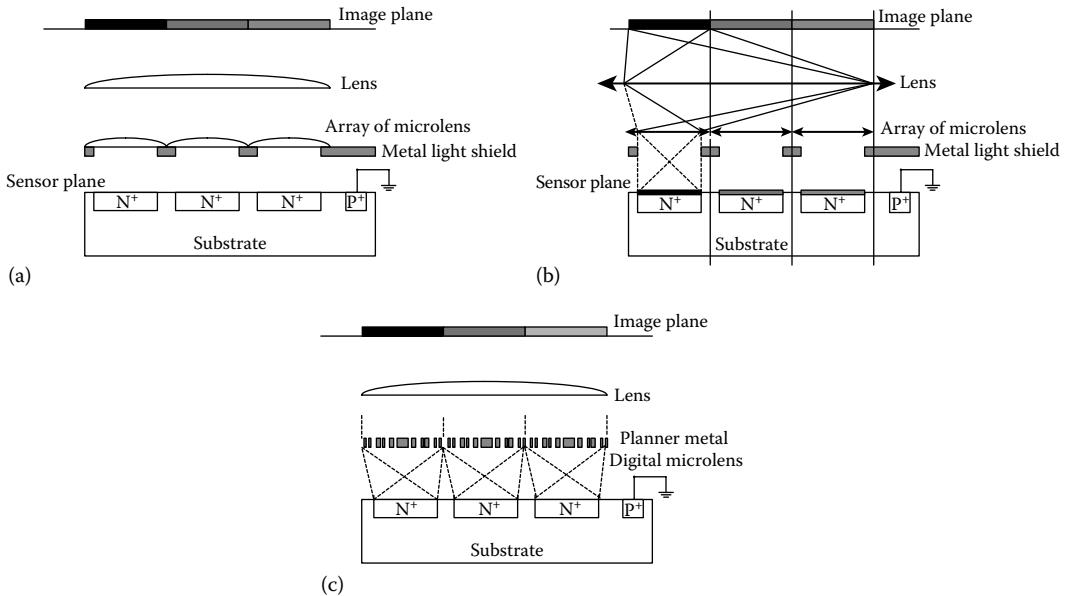 Image plane
Lens
Array of microlens
Metal light shield
Sensor plane
N+ N+ N+ P+
Substrate
(a)
Image plane
Lens
Array of microlens
Metal light shield
Sensor plane
N+ N+ N+ P+
Substrate
(b)
Image plane
Lens
Planner metal
Digital microlens
N+ N+ N+ P+
Substrate
(c)